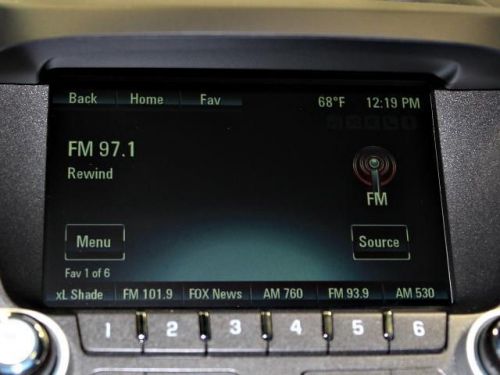 Back Home Fav 68°F 12:19 PM
FM 97.1
Rewind
FM
Menu Source
Fav 1 of 6
xL Shade FM 101.9 FOX News AM 760 FM 93.9 AM 530
1 2 3 4 5 6